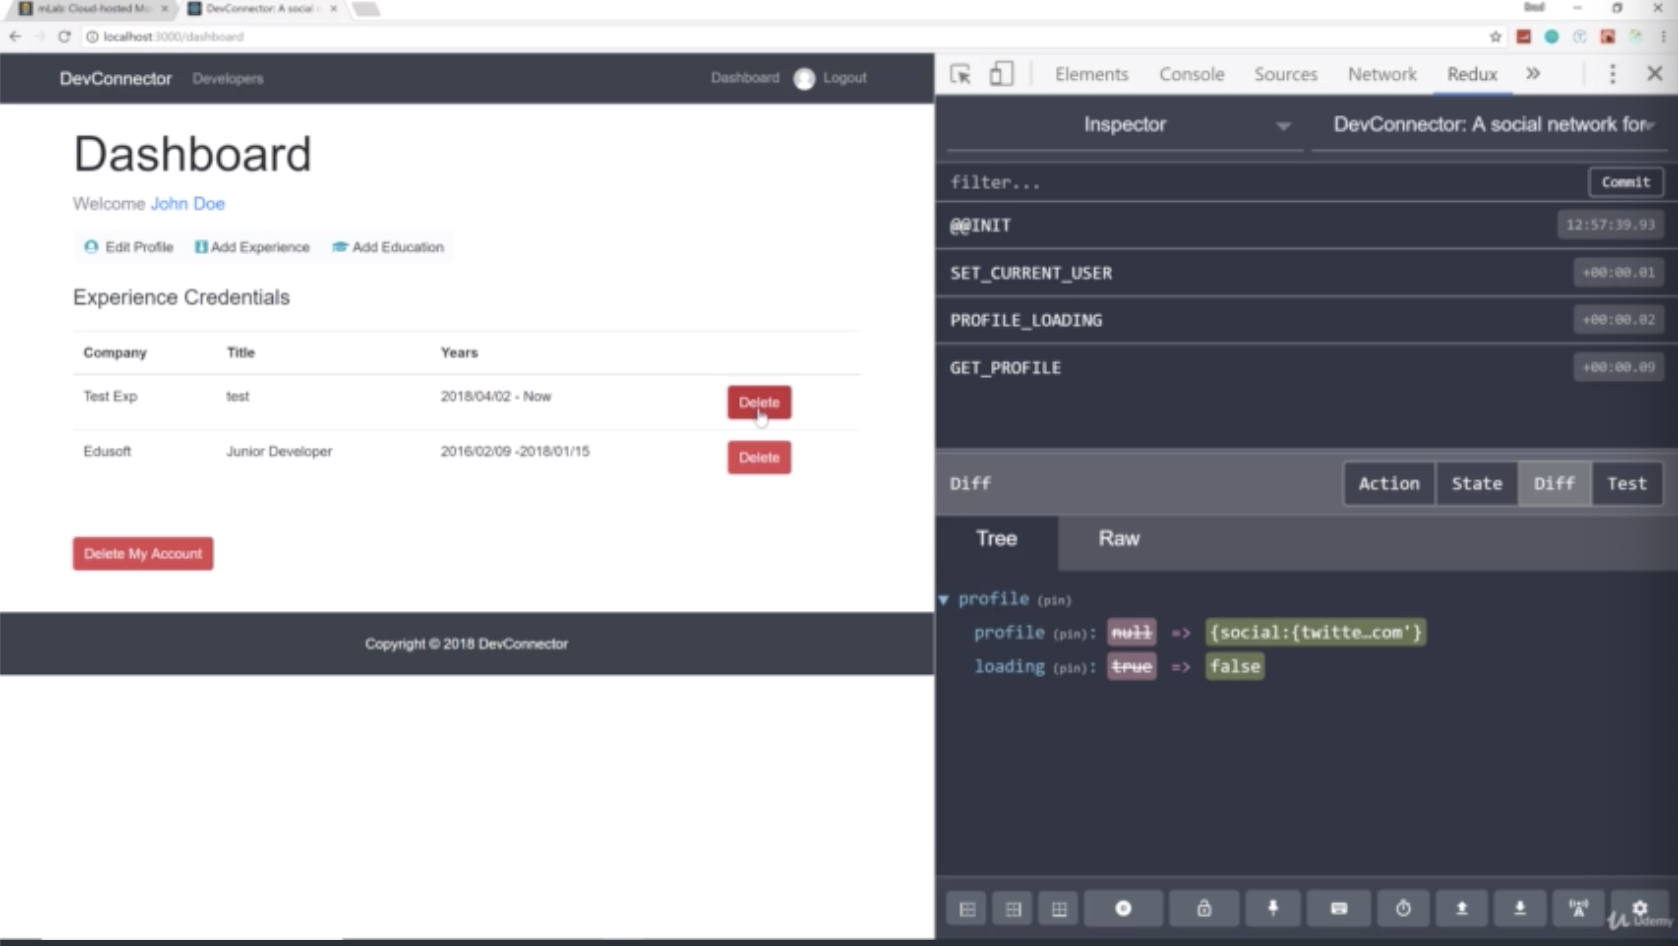 mLab: Cloud-hosted Mo
DevConnector: A social n
localhost:3000/dashboard
DevConnector
Developers
Dashboard
Logout
Dashboard
Welcome John Doe
Edit Profile
Add Experience
Add Education
Experience Credentials
Company Title Years
Test Exp test 2018/04/02 - Now Delete
Edusoft Junior Developer 2016/02/09 -2018/01/15 Delete
Delete My Account
Copyright © 2018 DevConnector
Elements Console Sources Network Redux »
Inspector
DevConnector: A social network for
filter...
Commit
@@INIT 12:57:39.93
SET_CURRENT_USER +00:00.01
PROFILE_LOADING +00:00.02
GET_PROFILE +00:00.09
Diff
Action State Diff Test
Tree Raw
profile (pin)
profile (pin): null => {social:{twitte…com'}
loading (pin): true => false
Udemy